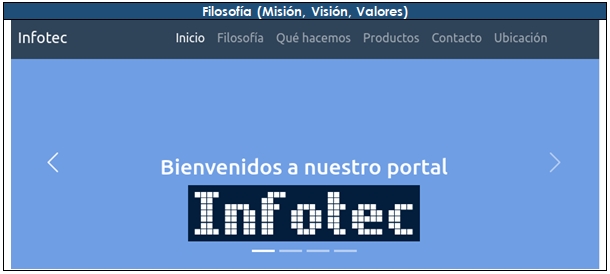 Filosofía (Misión, Visión, Valores)
Infotec Inicio Filosofía Qué hacemos Productos Contacto Ubicación
Bienvenidos a nuestro portal
Infotec